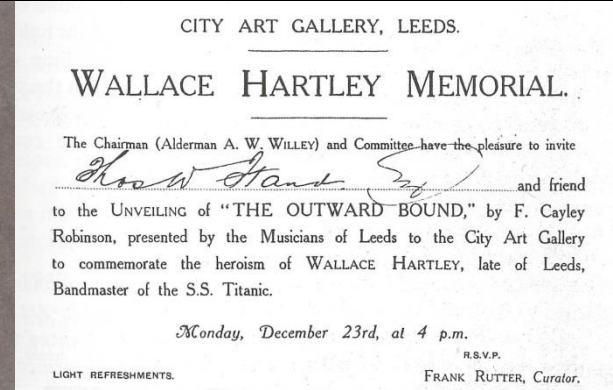 CITY ART GALLERY, LEEDS.
WALLACE HARTLEY MEMORIAL.
The Chairman (Alderman A. W. WILLEY) and Committee have the pleasure to invite
Thos W Hand. Esq and friend
to the UNVEILING of "THE OUTWARD BOUND," by F. Cayley
Robinson, presented by the Musicians of Leeds to the City Art Gallery
to commemorate the heroism of WALLACE HARTLEY, late of Leeds,
Bandmaster of the S.S. Titanic.
Monday, December 23rd, at 4 p.m.
R.S.V.P.
LIGHT REFRESHMENTS. FRANK RUTTER, Curator.